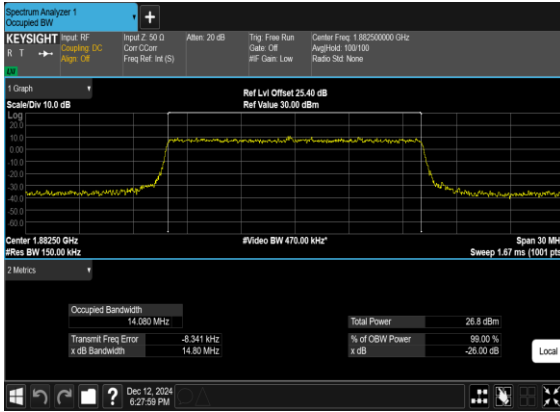 Spectrum Analyzer 1
Occupied BW
+
KEYSIGHT
R T
LW
Input: RF
Coupling: DC
Align: Off
Input Z: 50 Ω
Corr CCorr
Freq Ref: Int (S)
Atten: 20 dB
Trig: Free Run
Gate: Off
#IF Gain: Low
Center Freq: 1.882500000 GHz
Avg|Hold: 100/100
Radio Std: None
1 Graph
Scale/Div 10.0 dB
Ref Lvl Offset 25.40 dB
Ref Value 30.00 dBm
Log
20.0
10.0
0.00
-10.0
-20.0
-30.0
-40.0
-50.0
-60.0
Center 1.88250 GHz
#Res BW 150.00 kHz
#Video BW 470.00 kHz*
Span 30 MH
Sweep 1.67 ms (1001 pts
2 Metrics
Occupied Bandwidth
14.080 MHz
Total Power 26.8 dBm
Transmit Freq Error -8.341 kHz
% of OBW Power 99.00 %
x dB Bandwidth 14.80 MHz
x dB -26.00 dB
Local
?
Dec 12, 2024
6:27:59 PM